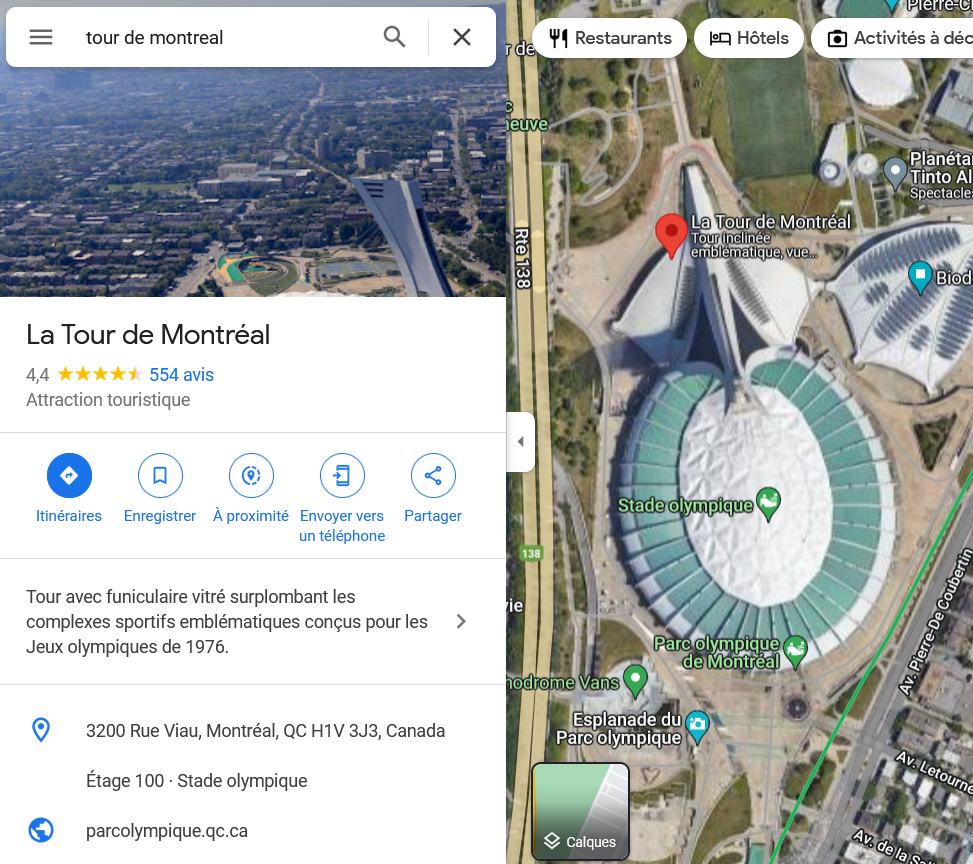 tour de montreal
La Tour de Montréal
4,4 554 avis
Attraction touristique
Itinéraires
Enregistrer
À proximité
Envoyer vers
un téléphone
Partager
Tour avec funiculaire vitré surplombant les
complexes sportifs emblématiques conçus pour les
Jeux olympiques de 1976.
3200 Rue Viau, Montréal, QC H1V 3J3, Canada
Étage 100 · Stade olympique
parcolympique.qc.ca
Restaurants
Hôtels
Activités à déc
Pierre-C
r de
c
neuve
Planéta
Tinto Al
Spectacles
La Tour de Montréal
Tour inclinée
emblématique, vue...
Rte 138
Biod
Stade olympique
138
vie
Parc olympique
de Montréal
nodrome Vans
Esplanade du
Parc olympique
Av. Pierre-De Coubertin
Av. Letourne
Av. de la Sal
Calques